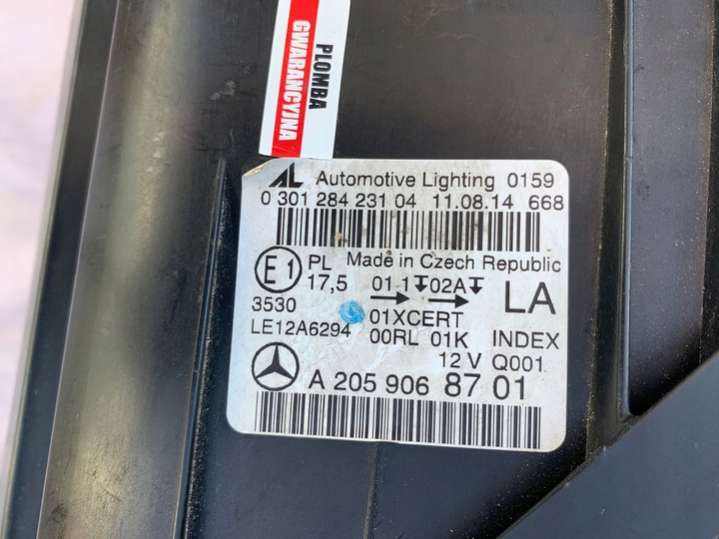 PLOMBA
GWARANCYJNA
AL Automotive Lighting 0159
0 301 284 231 04 11.08.14 668
Made in Czech Republic
E1 PL 17,5 01 1 02A LA
3530 01XCERT
LE12A6294 00RL 01K INDEX
12 V Q001
A 205 906 87 01